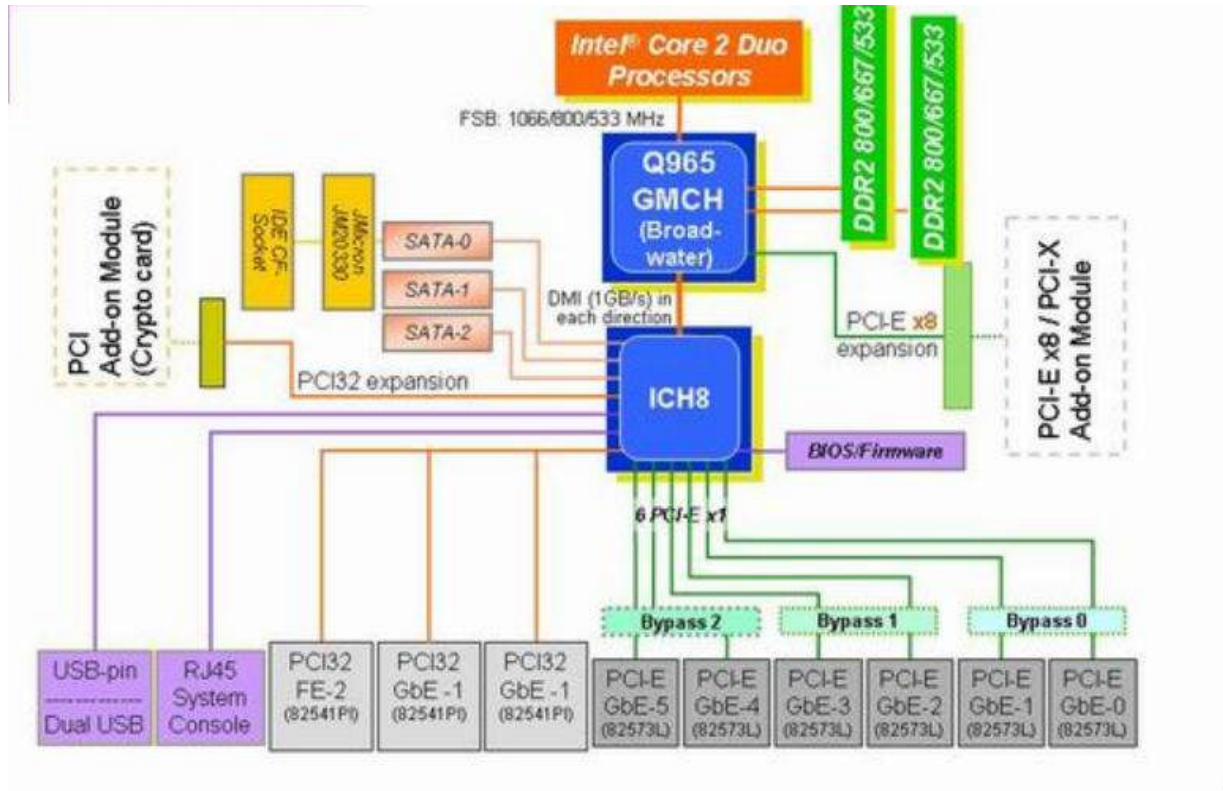 Intel® Core 2 Duo
Processors
FSB: 1066/800/533 MHz
DDR2 800/667/533
DDR2 800/667/533
Q965
GMCH
(Broad-
water)
PCI
Add-on Module
(Crypto card)
IDE CF-
Socket
JMicron
JM20330
SATA-0
SATA-1
SATA-2
DMI (1GB/s) in
each direction
PCI-E x8
expansion
PCI-E x8 / PCI-X
Add-on Module
PCI32 expansion
ICH8
BIOS/Firmware
6 PCI-E x1
Bypass 2
Bypass 1
Bypass 0
USB-pin
Dual USB
RJ45
System
Console
PCI32
FE-2
(82541PI)
PCI32
GbE -1
(82541PI)
PCI32
GbE -1
(82541PI)
PCI-E
GbE-5
(82573L)
PCI-E
GbE-4
(82573L)
PCI-E
GbE-3
(82573L)
PCI-E
GbE-2
(82573L)
PCI-E
GbE-1
(82573L)
PCI-E
GbE-0
(82573L)